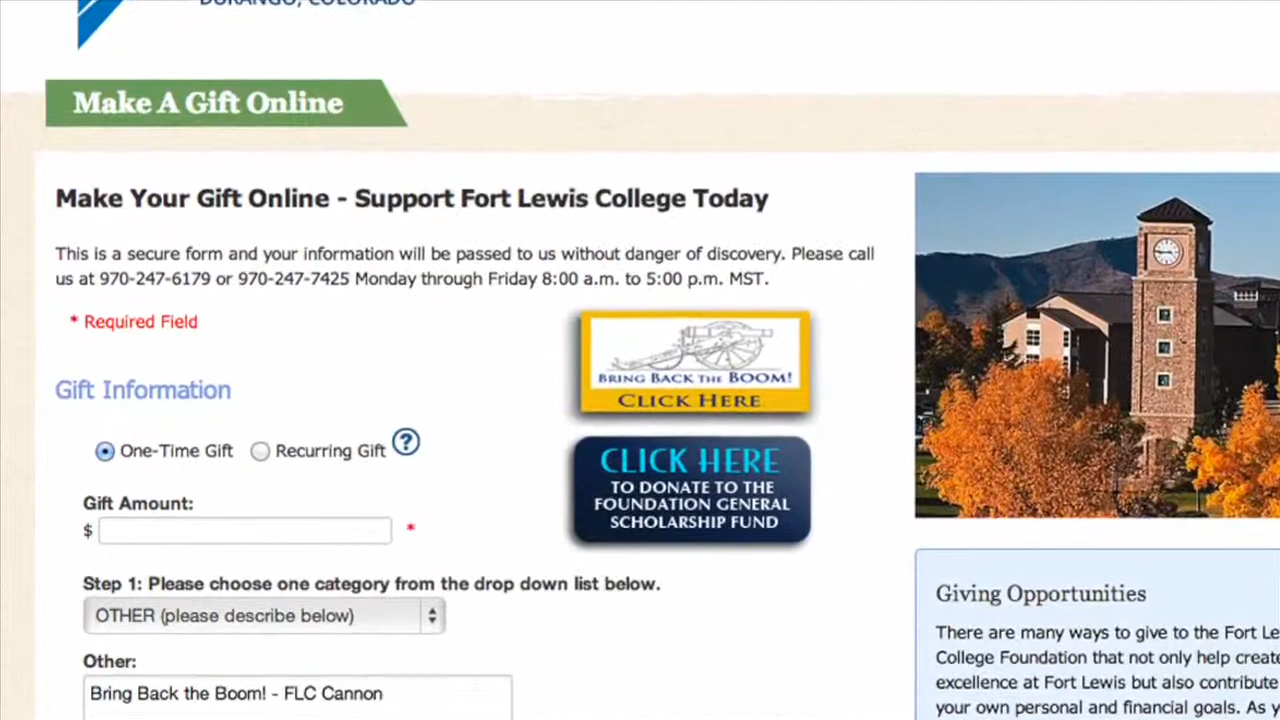 DURANGO, COLORADO
Make A Gift Online
Make Your Gift Online - Support Fort Lewis College Today
This is a secure form and your information will be passed to us without danger of discovery. Please call
us at 970-247-6179 or 970-247-7425 Monday through Friday 8:00 a.m. to 5:00 p.m. MST.
* Required Field
BRING BACK THE BOOM!
CLICK HERE
Gift Information
One-Time Gift Recurring Gift ?
CLICK HERE
TO DONATE TO THE
FOUNDATION GENERAL
SCHOLARSHIP FUND
Gift Amount:
$ *
Step 1: Please choose one category from the drop down list below.
OTHER (please describe below)
Other:
Bring Back the Boom! - FLC Cannon
Giving Opportunities
There are many ways to give to the Fort Le
College Foundation that not only help create
excellence at Fort Lewis but also contribute
your own personal and financial goals. As y